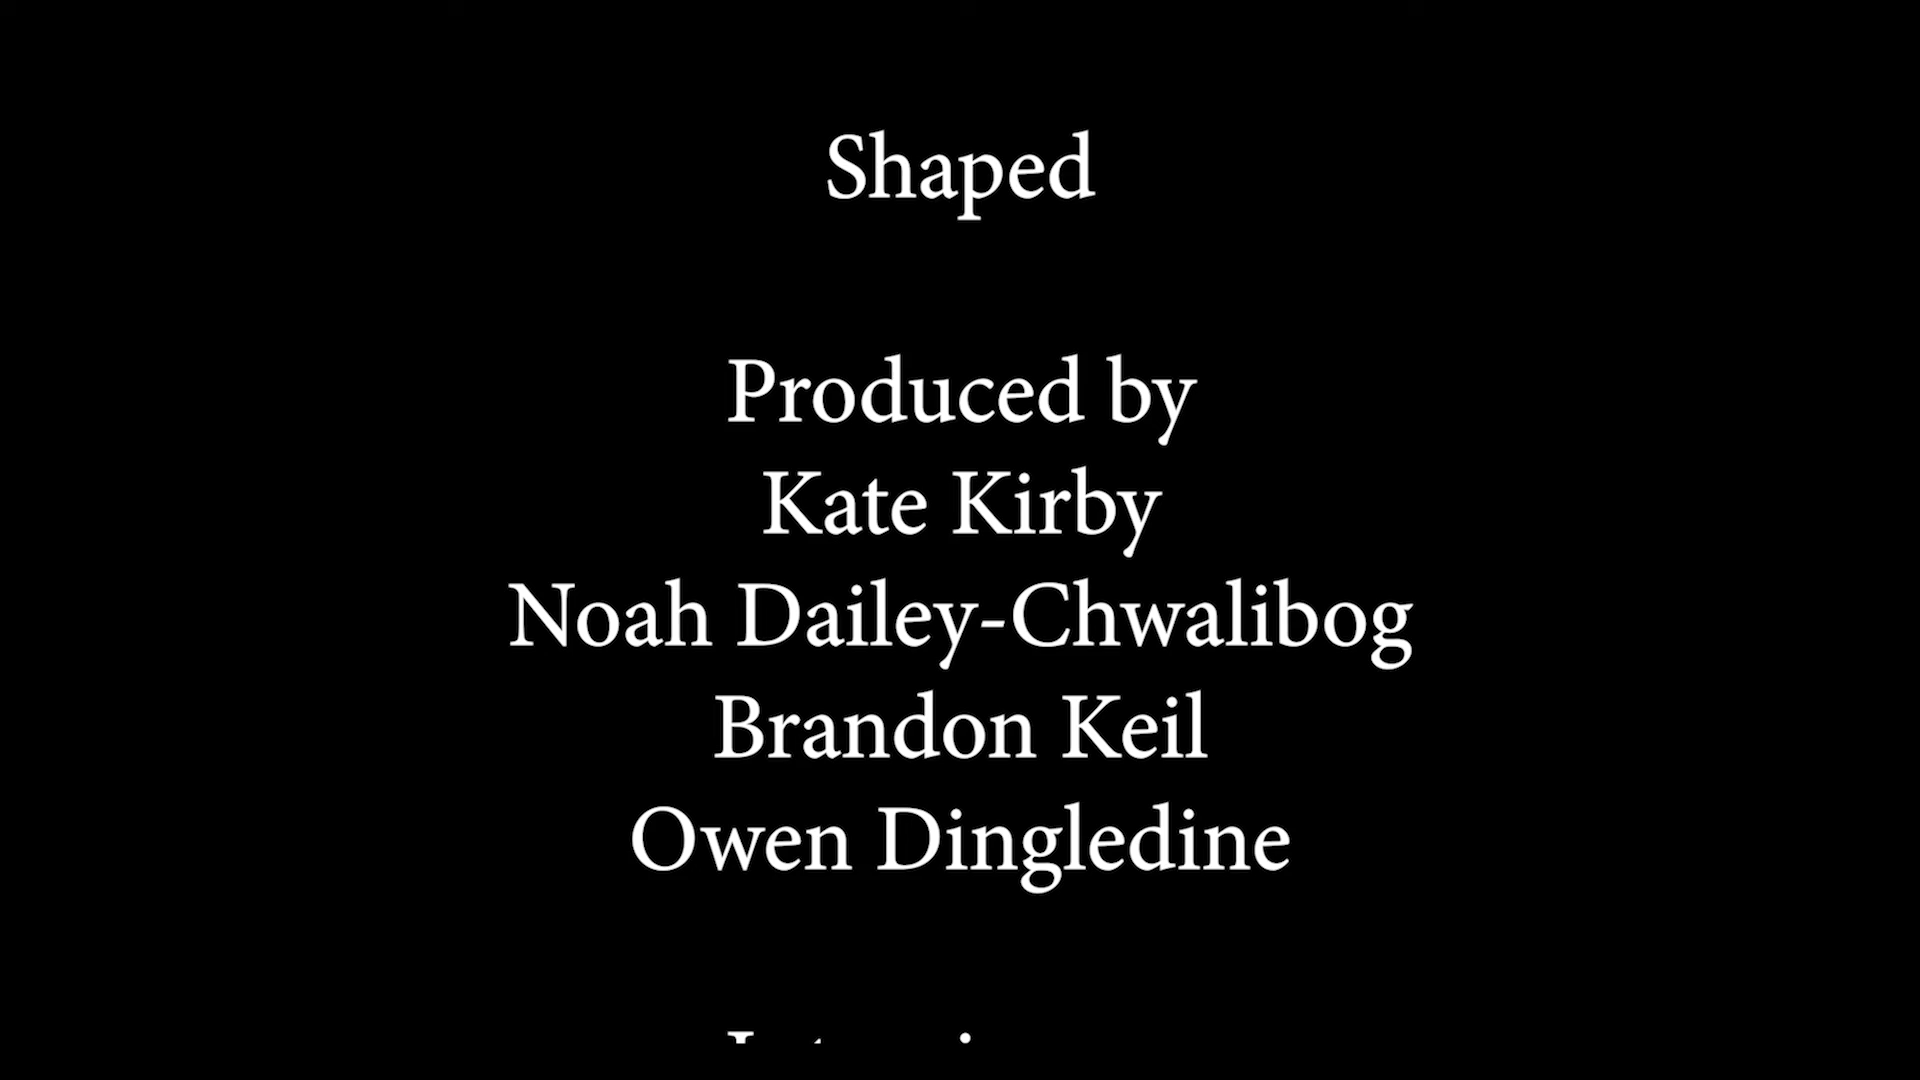 Shaped
Produced by
Kate Kirby
Noah Dailey-Chwalibog
Brandon Keil
Owen Dingledine